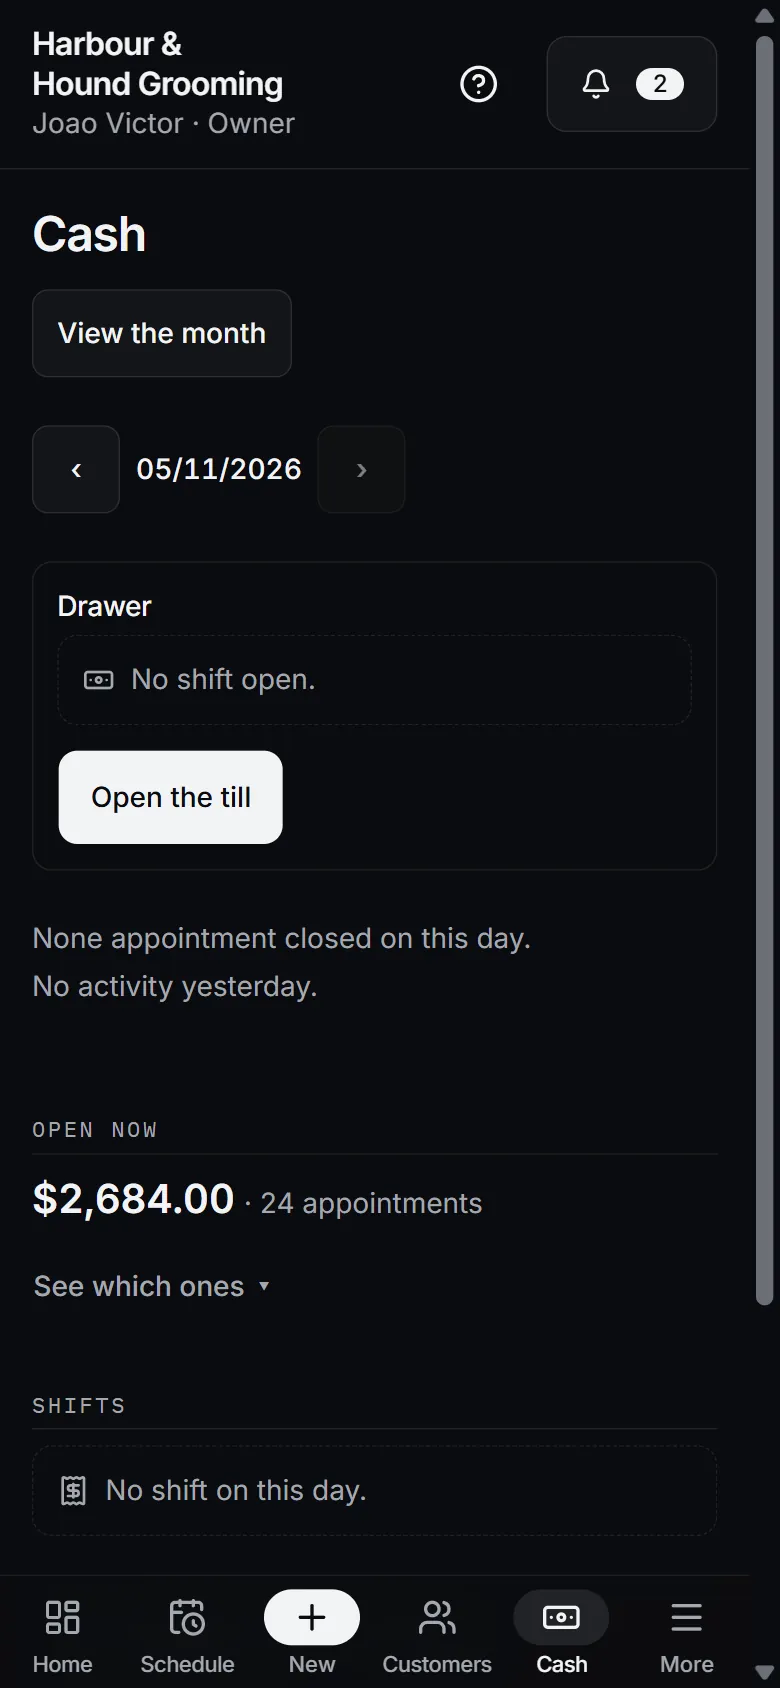 Harbour &
Hound Grooming
Joao Victor · Owner
2
Cash
View the month
‹ 05/11/2026 ›
Drawer
No shift open.
Open the till
None appointment closed on this day.
No activity yesterday.
OPEN NOW
$2,684.00 · 24 appointments
See which ones ▾
SHIFTS
No shift on this day.
Home Schedule New Customers Cash More